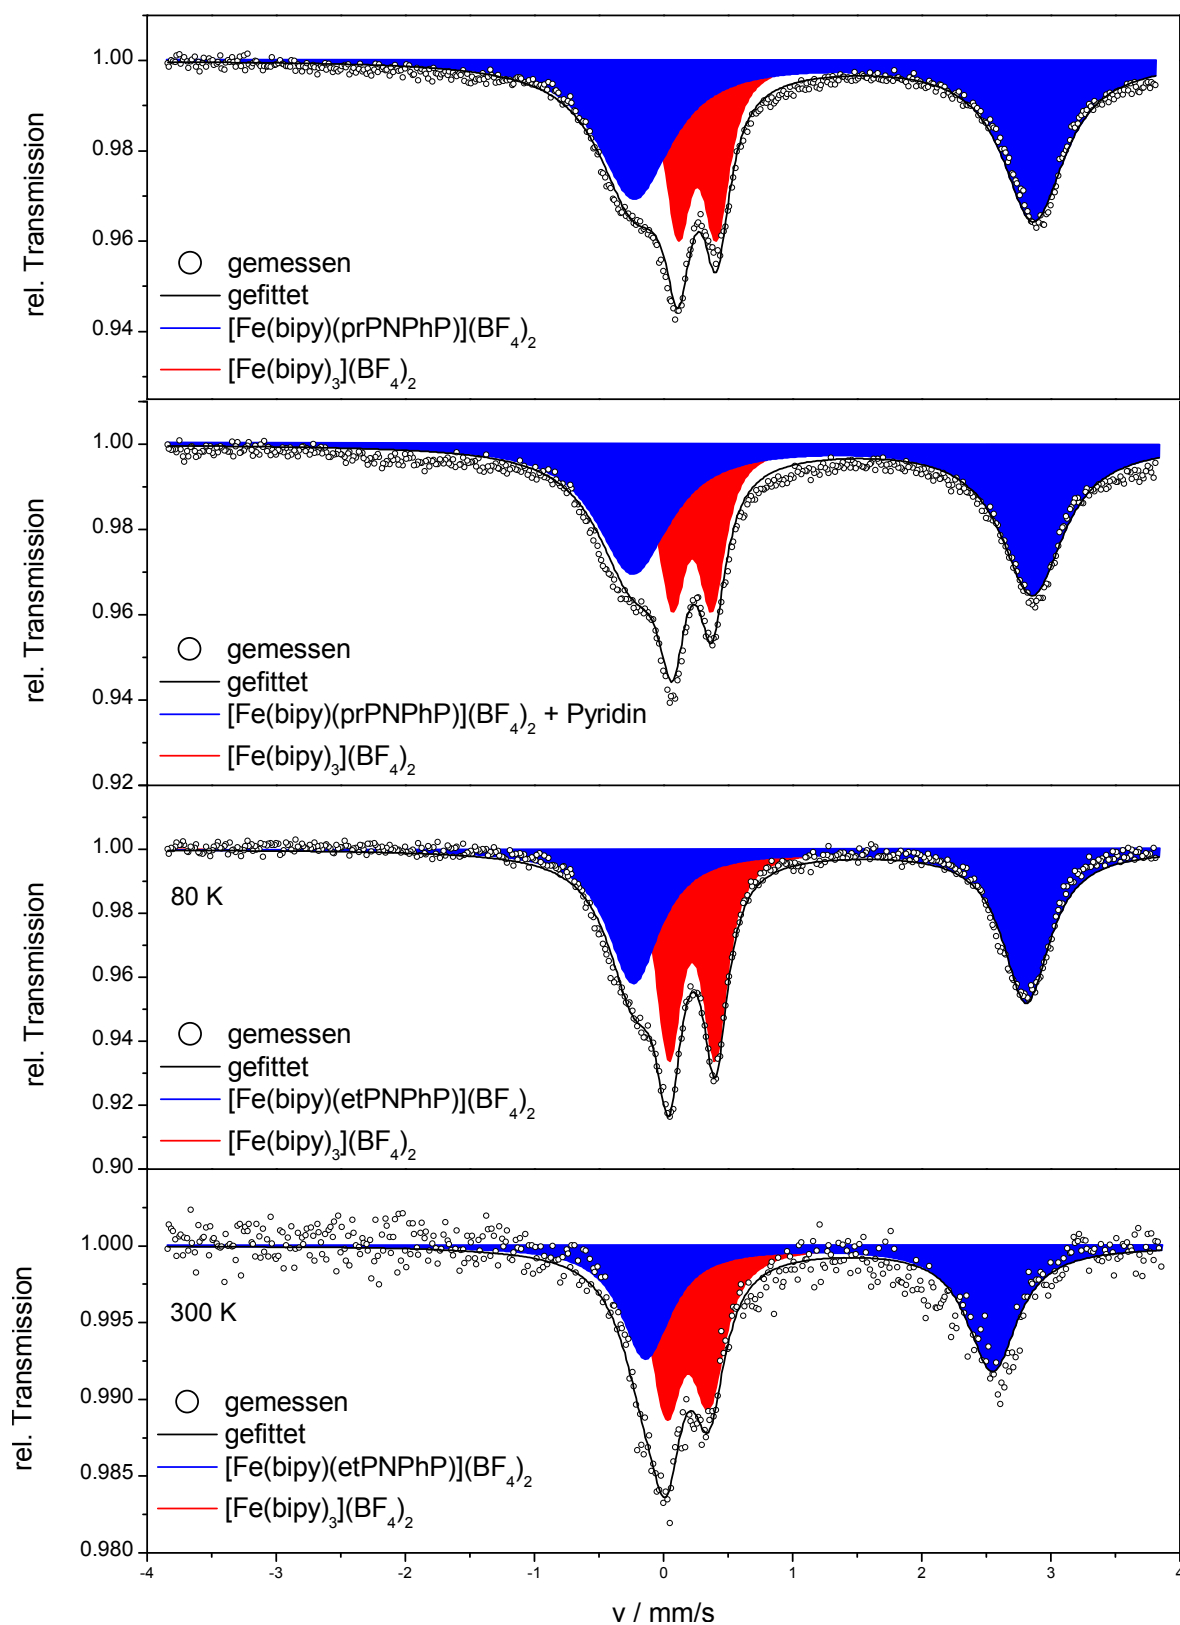 1.00
0.98
0.96
0.94
rel. Transmission
gemessen
gefittet
[Fe(bipy)(prPNPhP)](BF4)2
[Fe(bipy)3](BF4)2
1.00
0.98
0.96
0.94
0.92
rel. Transmission
gemessen
gefittet
[Fe(bipy)(prPNPhP)](BF4)2 + Pyridin
[Fe(bipy)3](BF4)2
1.00
0.98
0.96
0.94
0.92
0.90
rel. Transmission
80 K
gemessen
gefittet
[Fe(bipy)(etPNPhP)](BF4)2
[Fe(bipy)3](BF4)2
1.000
0.995
0.990
0.985
0.980
rel. Transmission
300 K
gemessen
gefittet
[Fe(bipy)(etPNPhP)](BF4)2
[Fe(bipy)3](BF4)2
-4 -3 -2 -1 0 1 2 3 4
v / mm/s